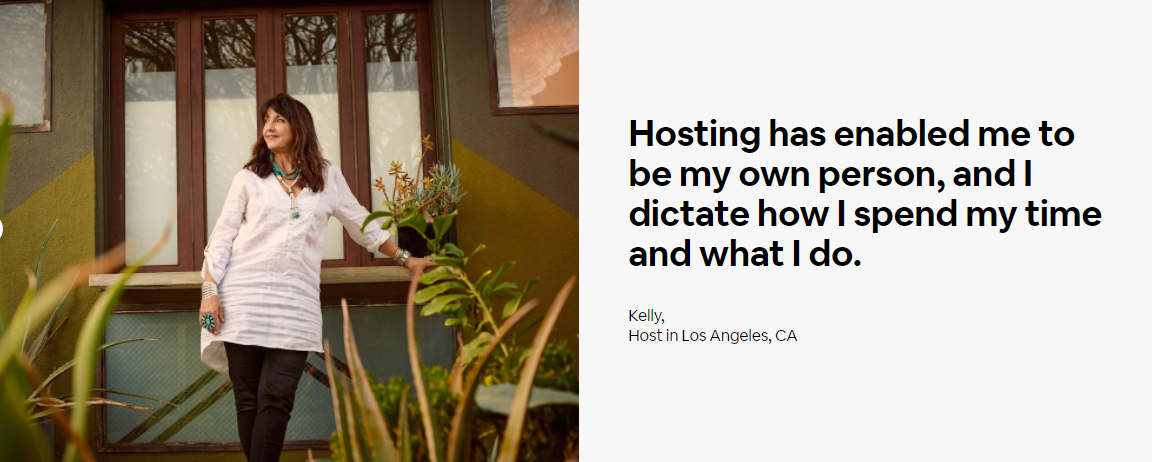 Hosting has enabled me to
be my own person, and I
dictate how I spend my time
and what I do.
Kelly,
Host in Los Angeles, CA